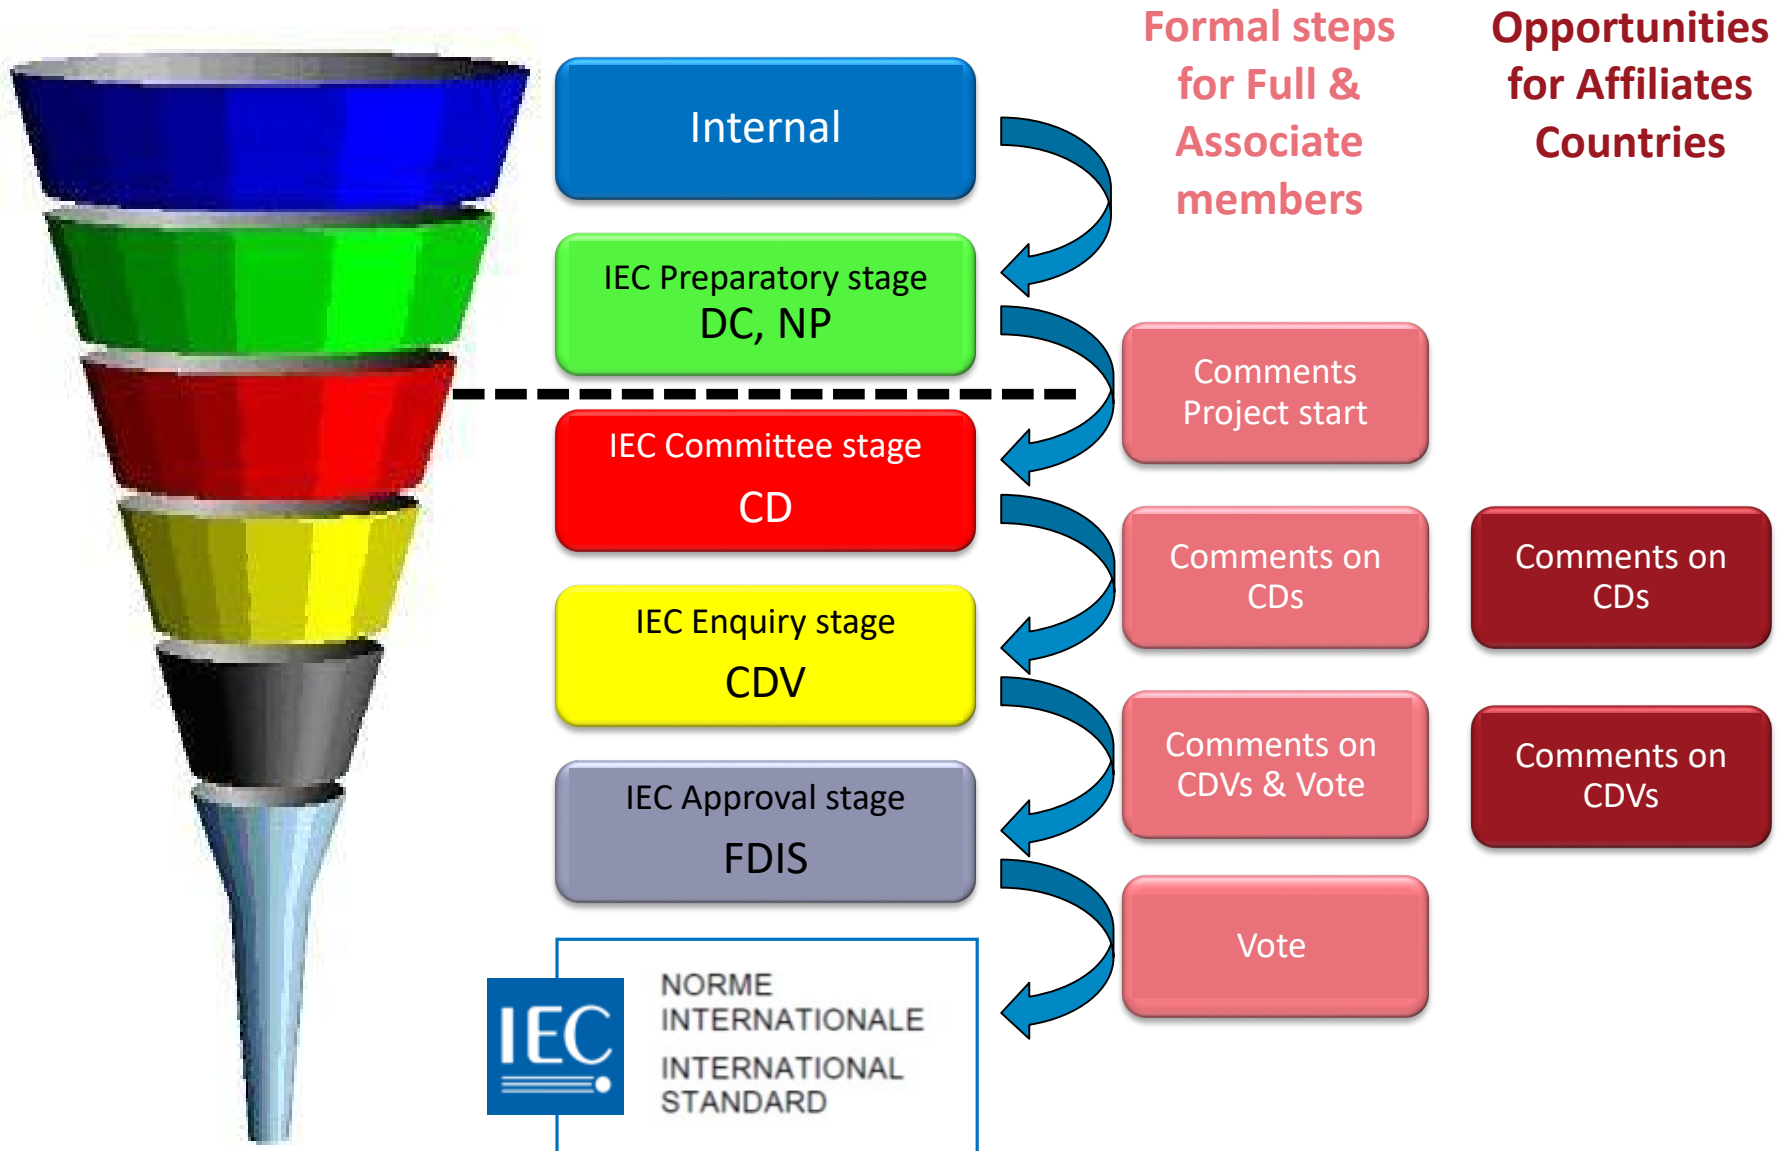 Formal steps
for Full &
Associate
members
Opportunities
for Affiliates
Countries
Internal
IEC Preparatory stage
DC, NP
Comments
Project start
IEC Committee stage
CD
Comments on
CDs
Comments on
CDs
IEC Enquiry stage
CDV
Comments on
CDVs & Vote
Comments on
CDVs
IEC Approval stage
FDIS
Vote
IEC
NORME
INTERNATIONALE
INTERNATIONAL
STANDARD